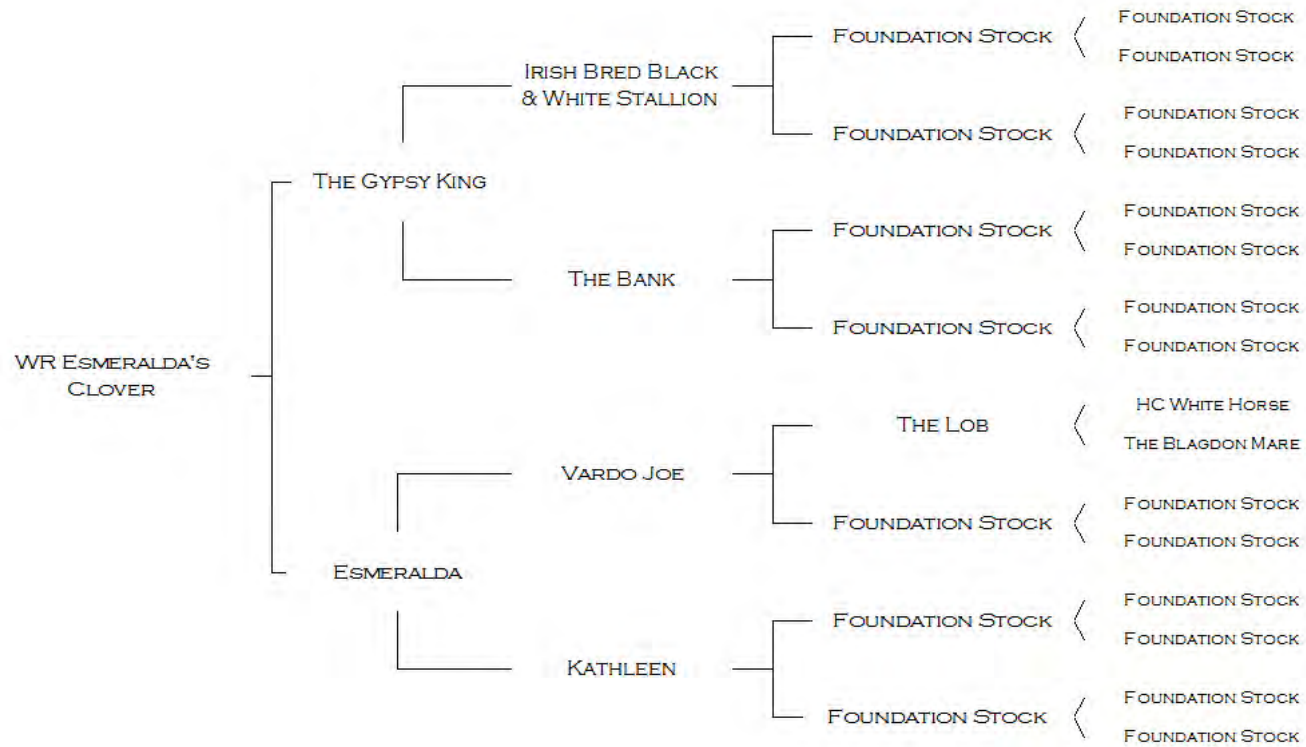 Foundation Stock
Foundation Stock
Foundation Stock
Irish Bred Black
& White Stallion
Foundation Stock
Foundation Stock
Foundation Stock
The Gypsy King
Foundation Stock
Foundation Stock
Foundation Stock
The Bank
Foundation Stock
Foundation Stock
Foundation Stock
WR Esmeralda's
Clover
HC White Horse
The Lob
The Blagdon Mare
Vardo Joe
Foundation Stock
Foundation Stock
Foundation Stock
Esmeralda
Foundation Stock
Foundation Stock
Foundation Stock
Kathleen
Foundation Stock
Foundation Stock
Foundation Stock